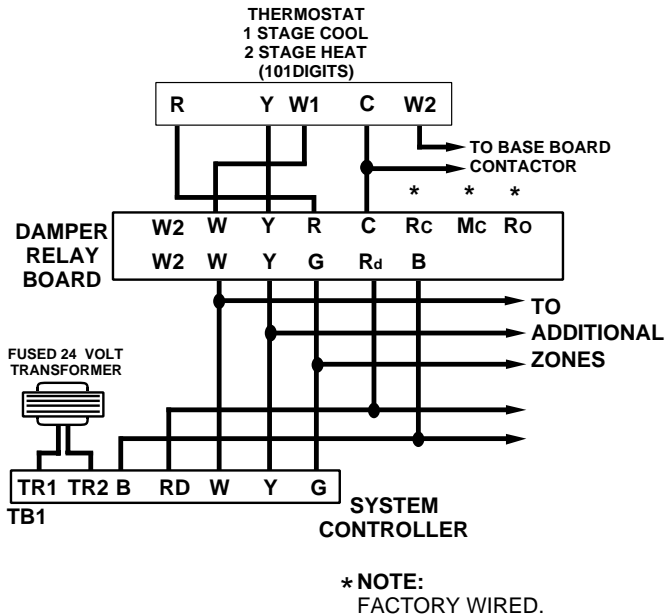 THERMOSTAT
1 STAGE COOL
2 STAGE HEAT
(101DIGITS)
R Y W1 C W2
TO BASE BOARD
CONTACTOR
* * *
DAMPER
RELAY
BOARD
W2 W Y R C RC MC RO
W2 W Y G Rd B
TO
ADDITIONAL
ZONES
FUSED 24 VOLT
TRANSFORMER
TR1 TR2 B RD W Y G
TB1
SYSTEM
CONTROLLER
* NOTE:
FACTORY WIRED.